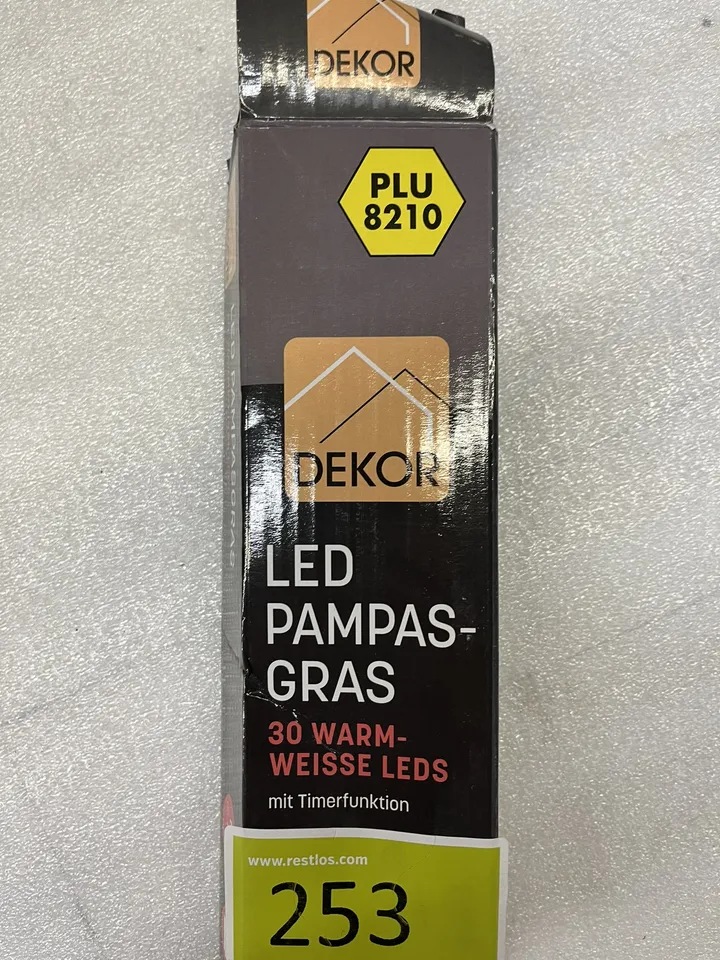 DEKOR
PLU
8210
DEKOR
LED
PAMPAS-
GRAS
30 WARM-
WEISSE LEDS
mit Timerfunktion
www.restlos.com
253